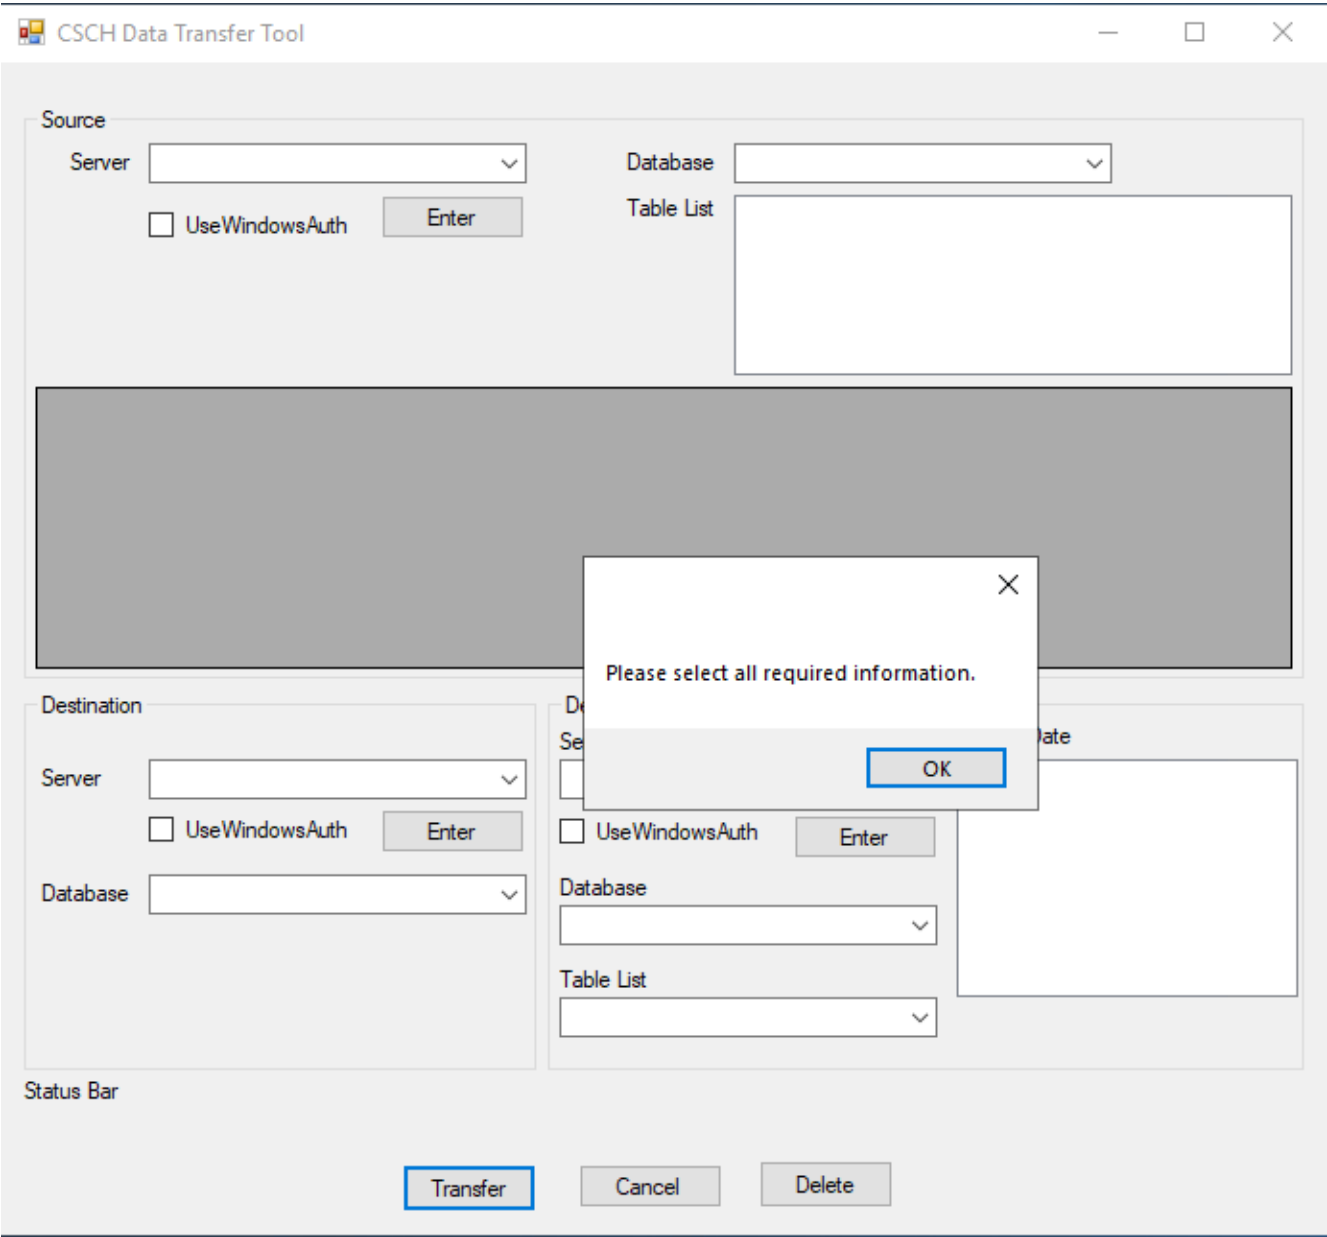 CSCH Data Transfer Tool
Source
Server
Database
UseWindowsAuth
Enter
Table List
Please select all required information.
OK
Destination
Server
UseWindowsAuth
Enter
Database
UseWindowsAuth
Enter
Database
Table List
Status Bar
Transfer
Cancel
Delete